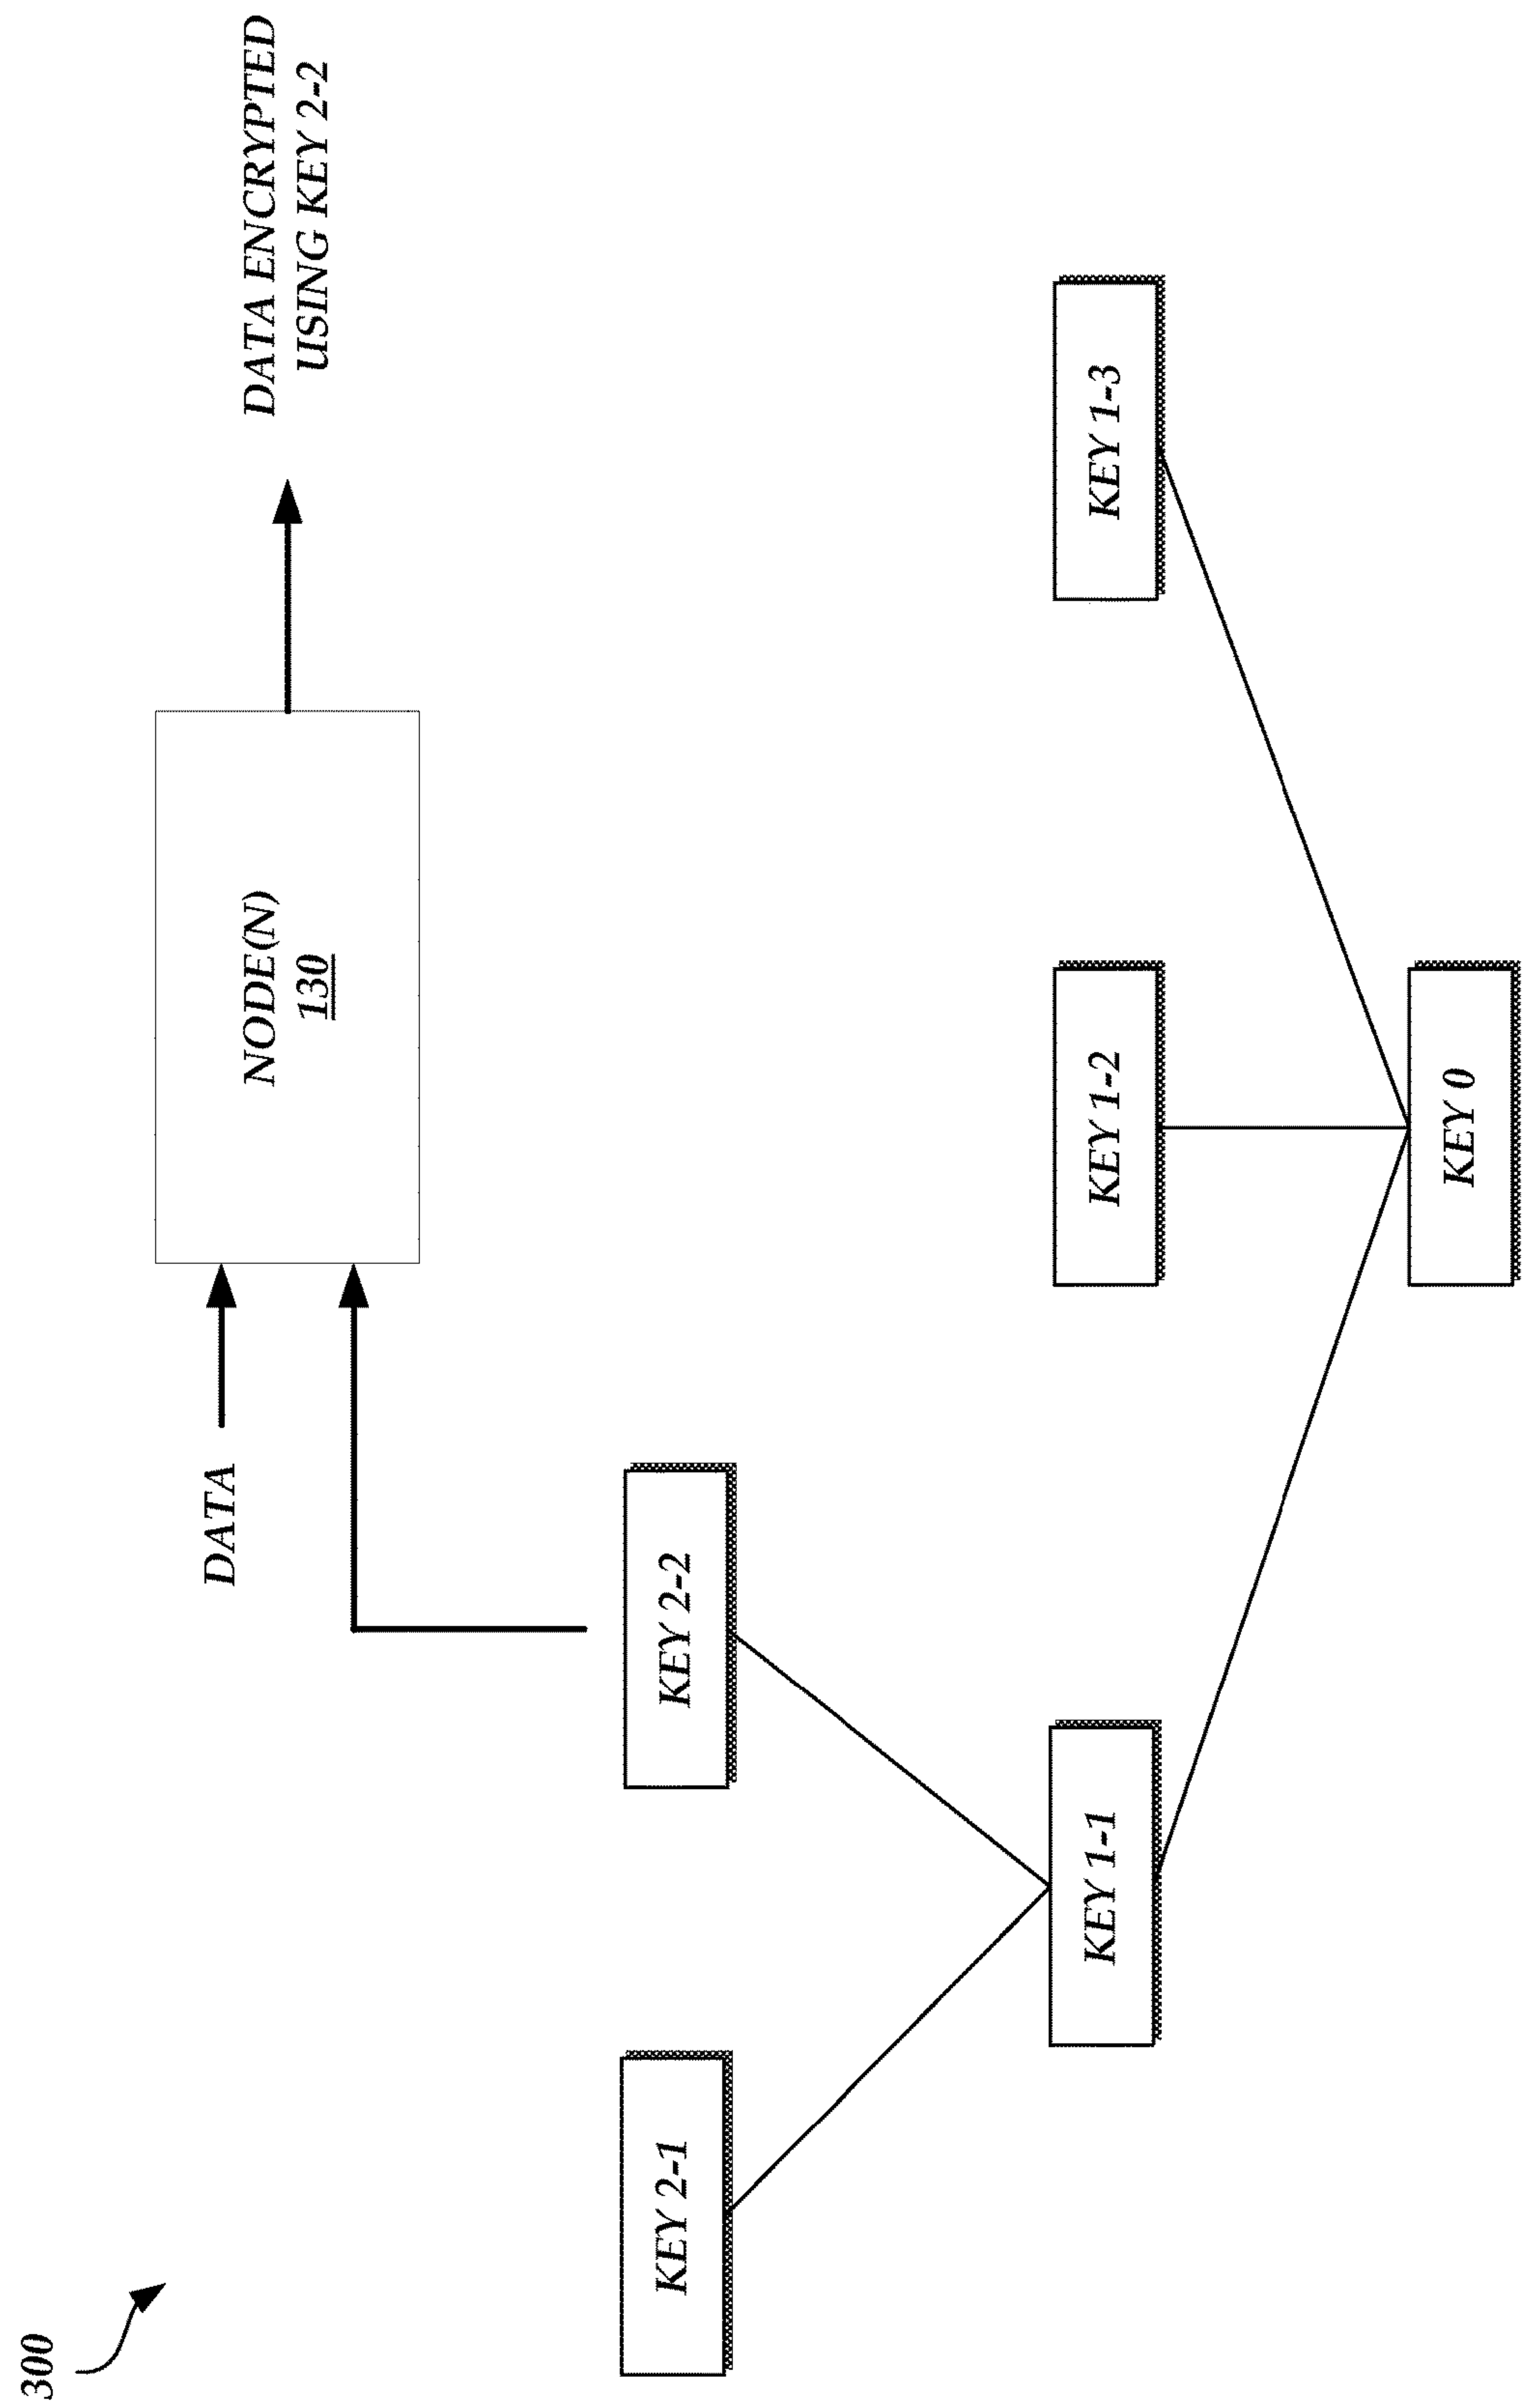 300
DATA
NODE(N)
130
DATA ENCRYPTED
USING KEY 2-2
KEY 2-1
KEY 2-2
KEY 1-1
KEY 1-2
KEY 1-3
KEY 0